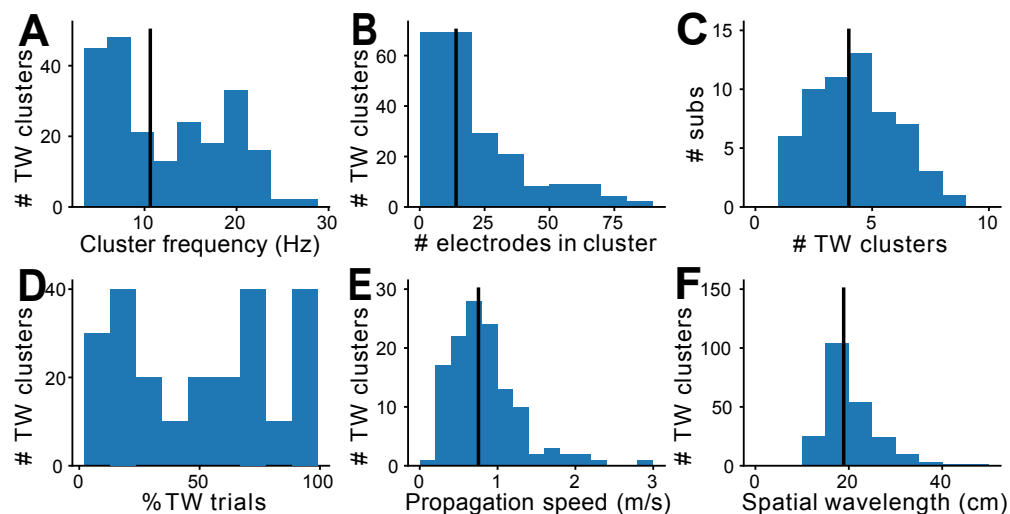 A
# TW clusters
40
20
0
10
20
30
Cluster frequency (Hz)
B
# TW clusters
60
40
20
0
0
25
50
75
# electrodes in cluster
C
# subs
15
10
5
0
0
5
10
# TW clusters
D
# TW clusters
40
20
0
0
50
100
% TW trials
E
# TW clusters
30
20
10
0
0
1
2
3
Propagation speed (m/s)
F
# TW clusters
150
100
50
0
0
20
40
Spatial wavelength (cm)